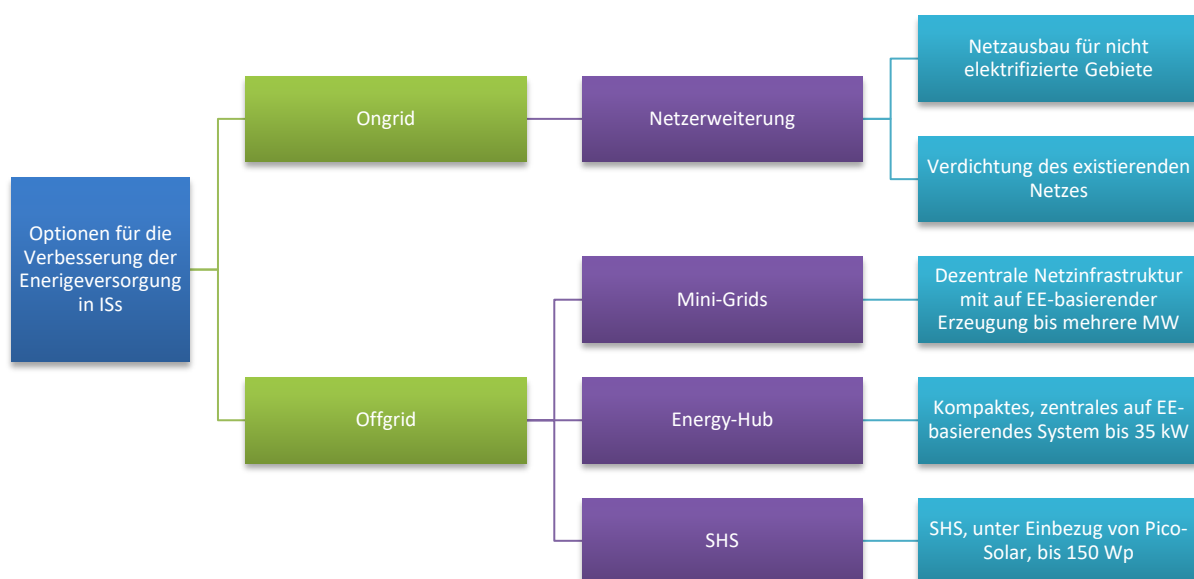 Optionen für die
Verbesserung der
Enerigeversorgung
in ISs
Ongrid
Netzerweiterung
Netzausbau für nicht
elektrifizierte Gebiete
Verdichtung des existierenden
Netzes
Offgrid
Mini-Grids
Dezentrale Netzinfrastruktur
mit auf EE-basierender
Erzeugung bis mehrere MW
Energy-Hub
Kompaktes, zentrales auf EE-
basierendes System bis 35 kW
SHS
SHS, unter Einbezug von Pico-
Solar, bis 150 Wp